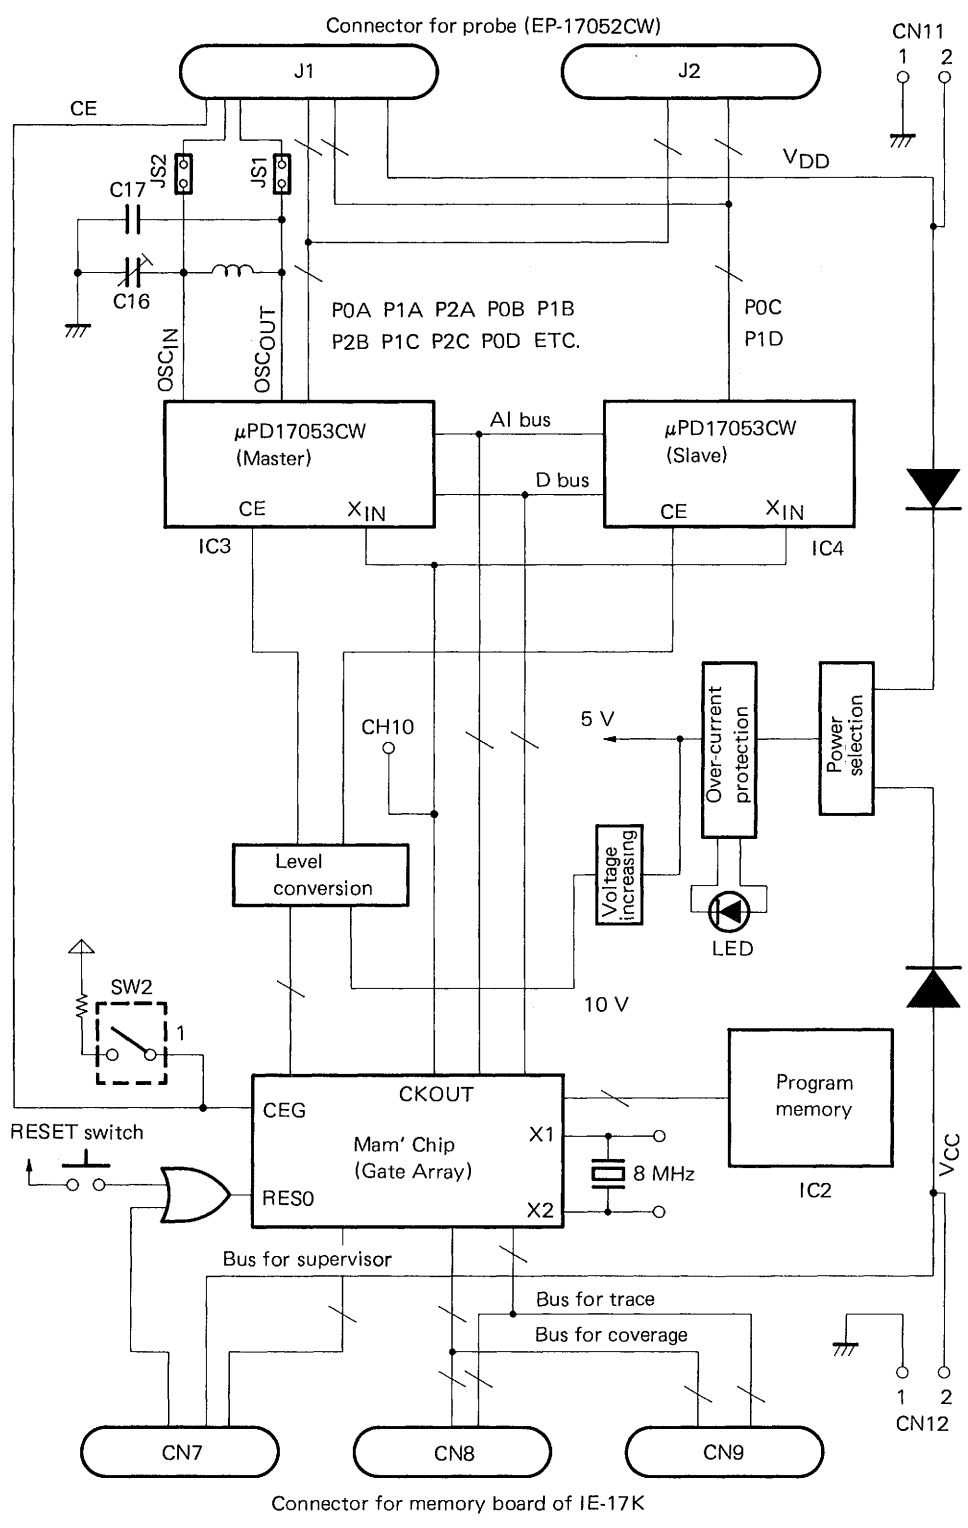 Connector for probe (EP-17052CW)
CN11
J1
J2
1 2
CE
VDD
JS2
JS1
C17
C16
P0A P1A P2A P0B P1B
P2B P1C P2C P0D ETC.
P0C
P1D
OSCIN
OSCOUT
μPD17053CW
(Master)
AI bus
μPD17053CW
(Slave)
D bus
CE
XIN
CE
XIN
IC3
IC4
CH10
5 V
Over-current
protection
Power
selection
Level
conversion
Voltage
increasing
LED
SW2
10 V
1
CKOUT
Program
memory
CEG
RESET switch
X1
Mam' Chip
(Gate Array)
8 MHz
VCC
IC2
RES0
X2
Bus for supervisor
Bus for trace
Bus for coverage
1 2
CN12
CN7
CN8
CN9
Connector for memory board of IE-17K